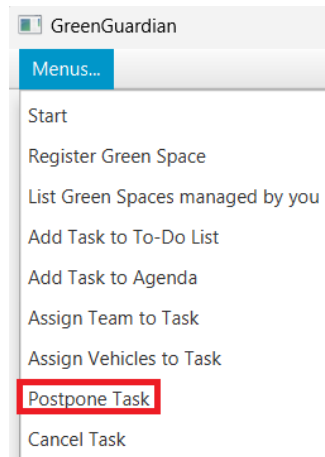 GreenGuardian
Menus...
Start
Register Green Space
List Green Spaces managed by you
Add Task to To-Do List
Add Task to Agenda
Assign Team to Task
Assign Vehicles to Task
Postpone Task
Cancel Task